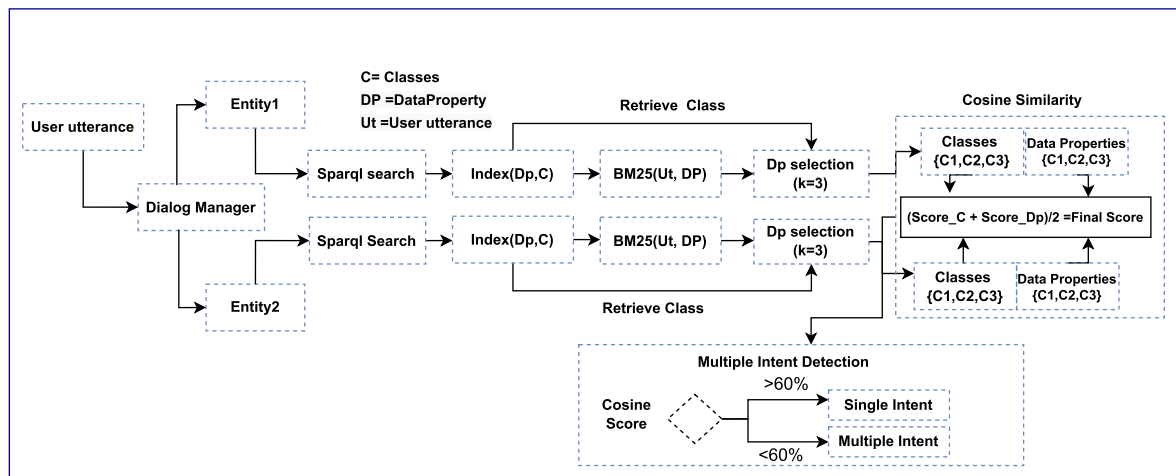 C= Classes
DP =DataProperty
Ut =User utterance
User utterance
Dialog Manager
Entity1
Entity2
Retrieve Class
Sparql search
Index(Dp,C)
BM25(Ut, DP)
Dp selection
(k=3)
Sparql Search
Index(Dp,C)
BM25(Ut, DP)
Dp selection
(k=3)
Retrieve Class
Cosine Similarity
Classes
{C1,C2,C3}
Data Properties
{C1,C2,C3}
(Score_C + Score_Dp)/2 =Final Score
Classes
{C1,C2,C3}
Data Properties
{C1,C2,C3}
Multiple Intent Detection
Cosine
Score
>60%
Single Intent
<60%
Multiple Intent